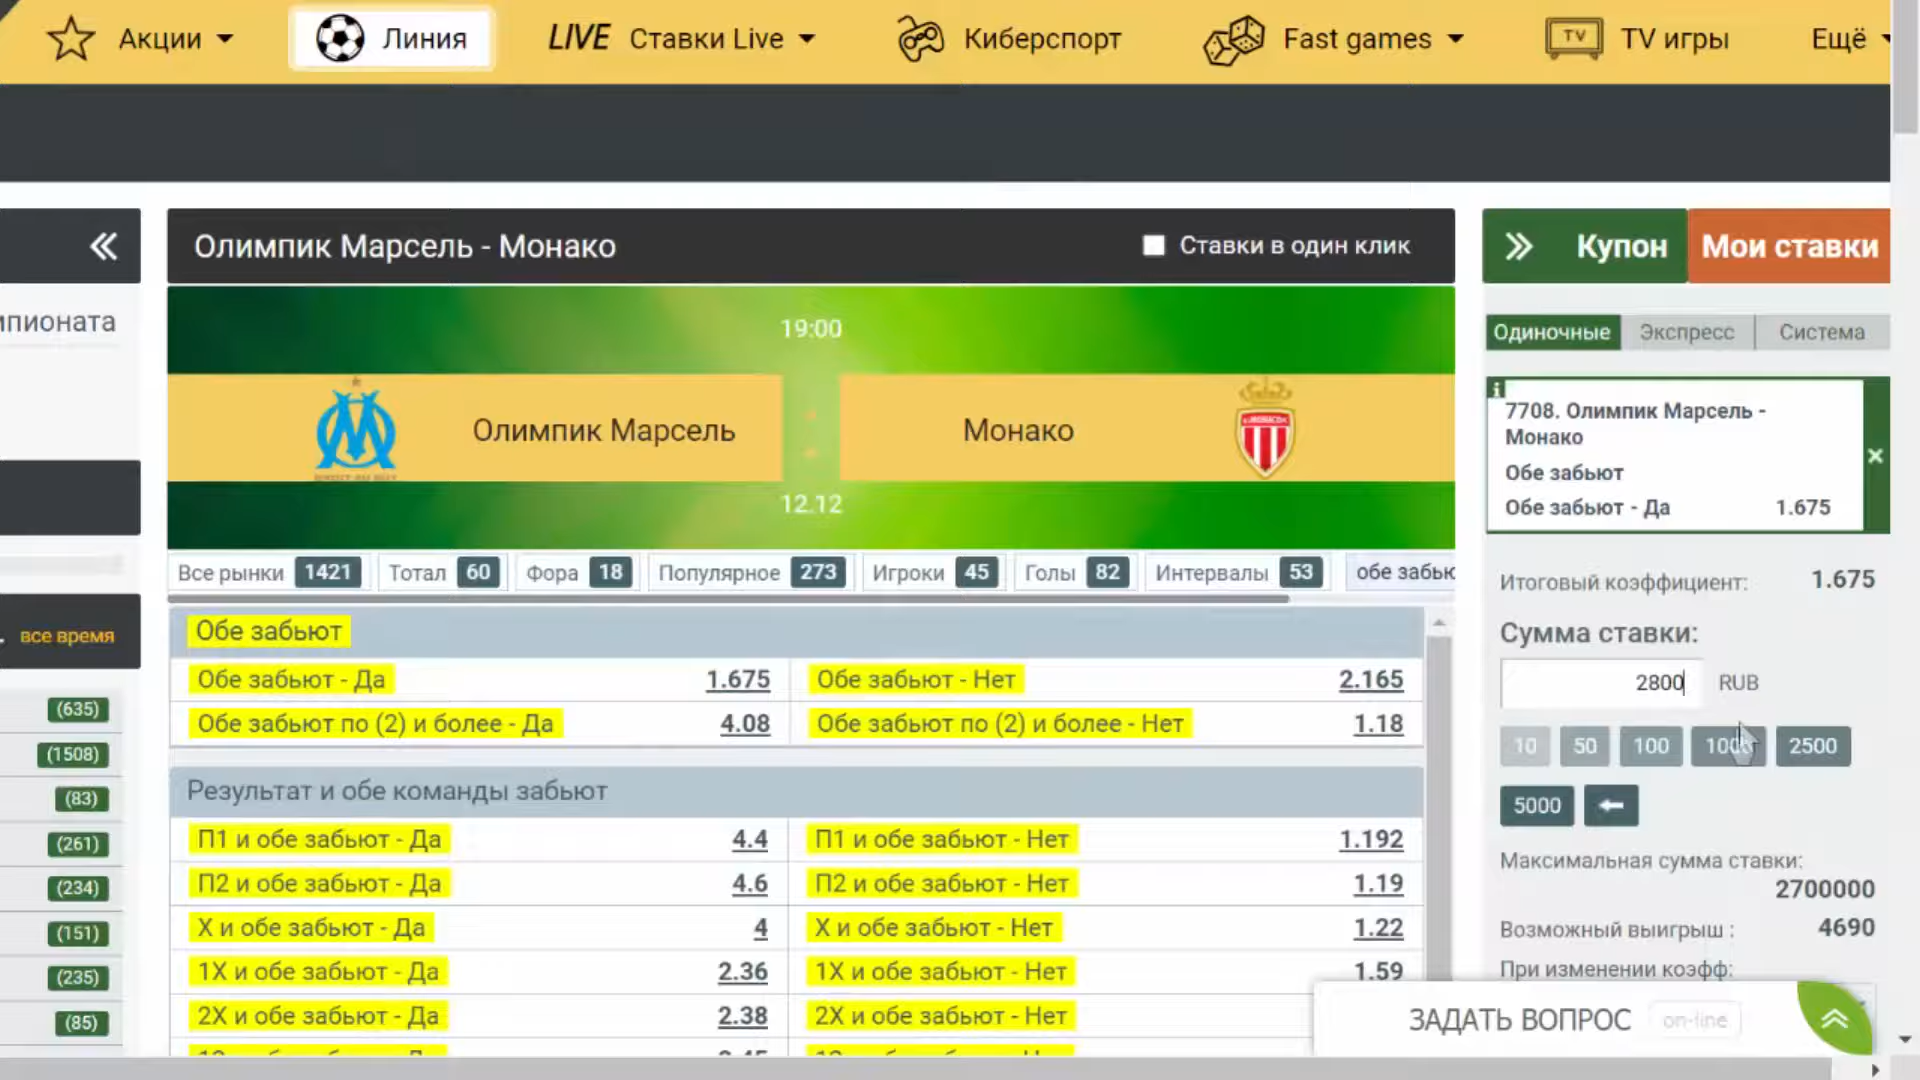 Акции
Линия
LIVE Ставки Live
Киберспорт
Fast games
TV TV игры
Ещё
Олимпик Марсель - Монако
Ставки в один клик
Купон
Мои ставки
19:00
Олимпик Марсель
Монако
12.12
Одиночные Экспресс Система
7708. Олимпик Марсель -
Монако
Обе забьют
Обе забьют - Да 1.675
Все рынки 1421
Тотал 60
Фора 18
Популярное 273
Игроки 45
Голы 82
Интервалы 53
обе забью
Итоговый коэффициент: 1.675
Сумма ставки:
2800 RUB
10 50 100 1000 2500
5000
Максимальная сумма ставки:
2700000
Возможный выигрыш : 4690
При изменении коэфф:
Обе забьют
Обе забьют - Да 1.675 Обе забьют - Нет 2.165
Обе забьют по (2) и более - Да 4.08 Обе забьют по (2) и более - Нет 1.18
Результат и обе команды забьют
П1 и обе забьют - Да 4.4 П1 и обе забьют - Нет 1.192
П2 и обе забьют - Да 4.6 П2 и обе забьют - Нет 1.19
Х и обе забьют - Да 4 Х и обе забьют - Нет 1.22
1Х и обе забьют - Да 2.36 1Х и обе забьют - Нет 1.59
2Х и обе забьют - Да 2.38 2Х и обе забьют - Нет
мпионата
все время
(635)
(1508)
(83)
(261)
(234)
(151)
(235)
(85)
ЗАДАТЬ ВОПРОС on-line